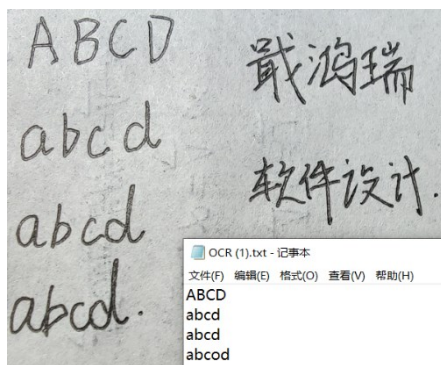 ABCD
戢鸿瑞
abcd
软件设计.
abcd
abcd.
OCR (1).txt - 记事本
文件(F) 编辑(E) 格式(O) 查看(V) 帮助(H)
ABCD
abcd
abcd
abcod